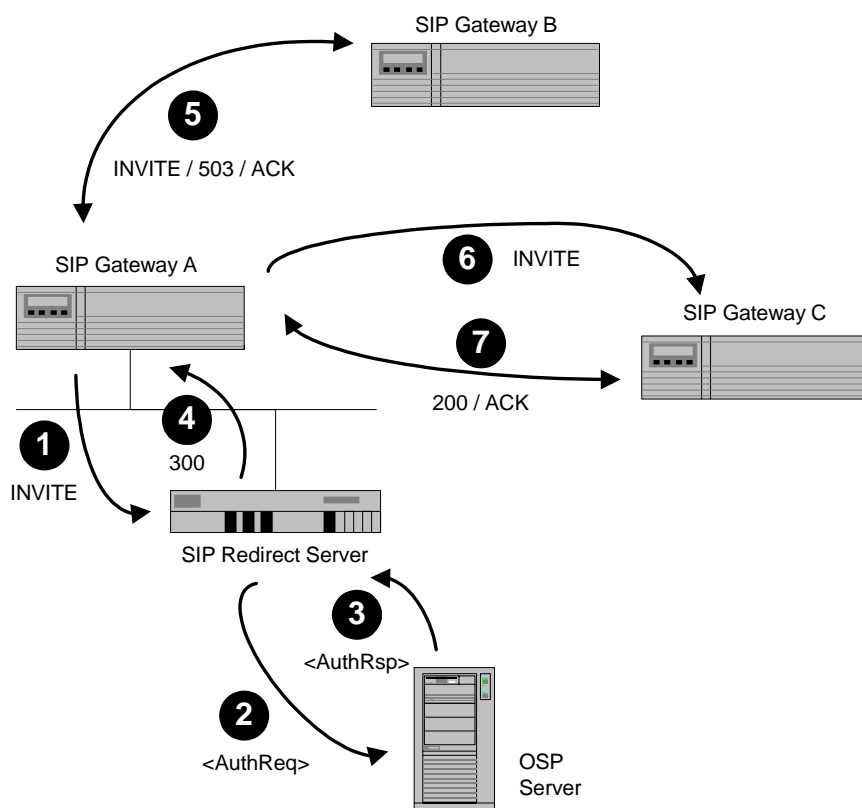 SIP Gateway B
5
INVITE / 503 / ACK
SIP Gateway A
6
INVITE
SIP Gateway C
7
200 / ACK
1
INVITE
4
300
SIP Redirect Server
3
<AuthRsp>
2
<AuthReq>
OSP
Server